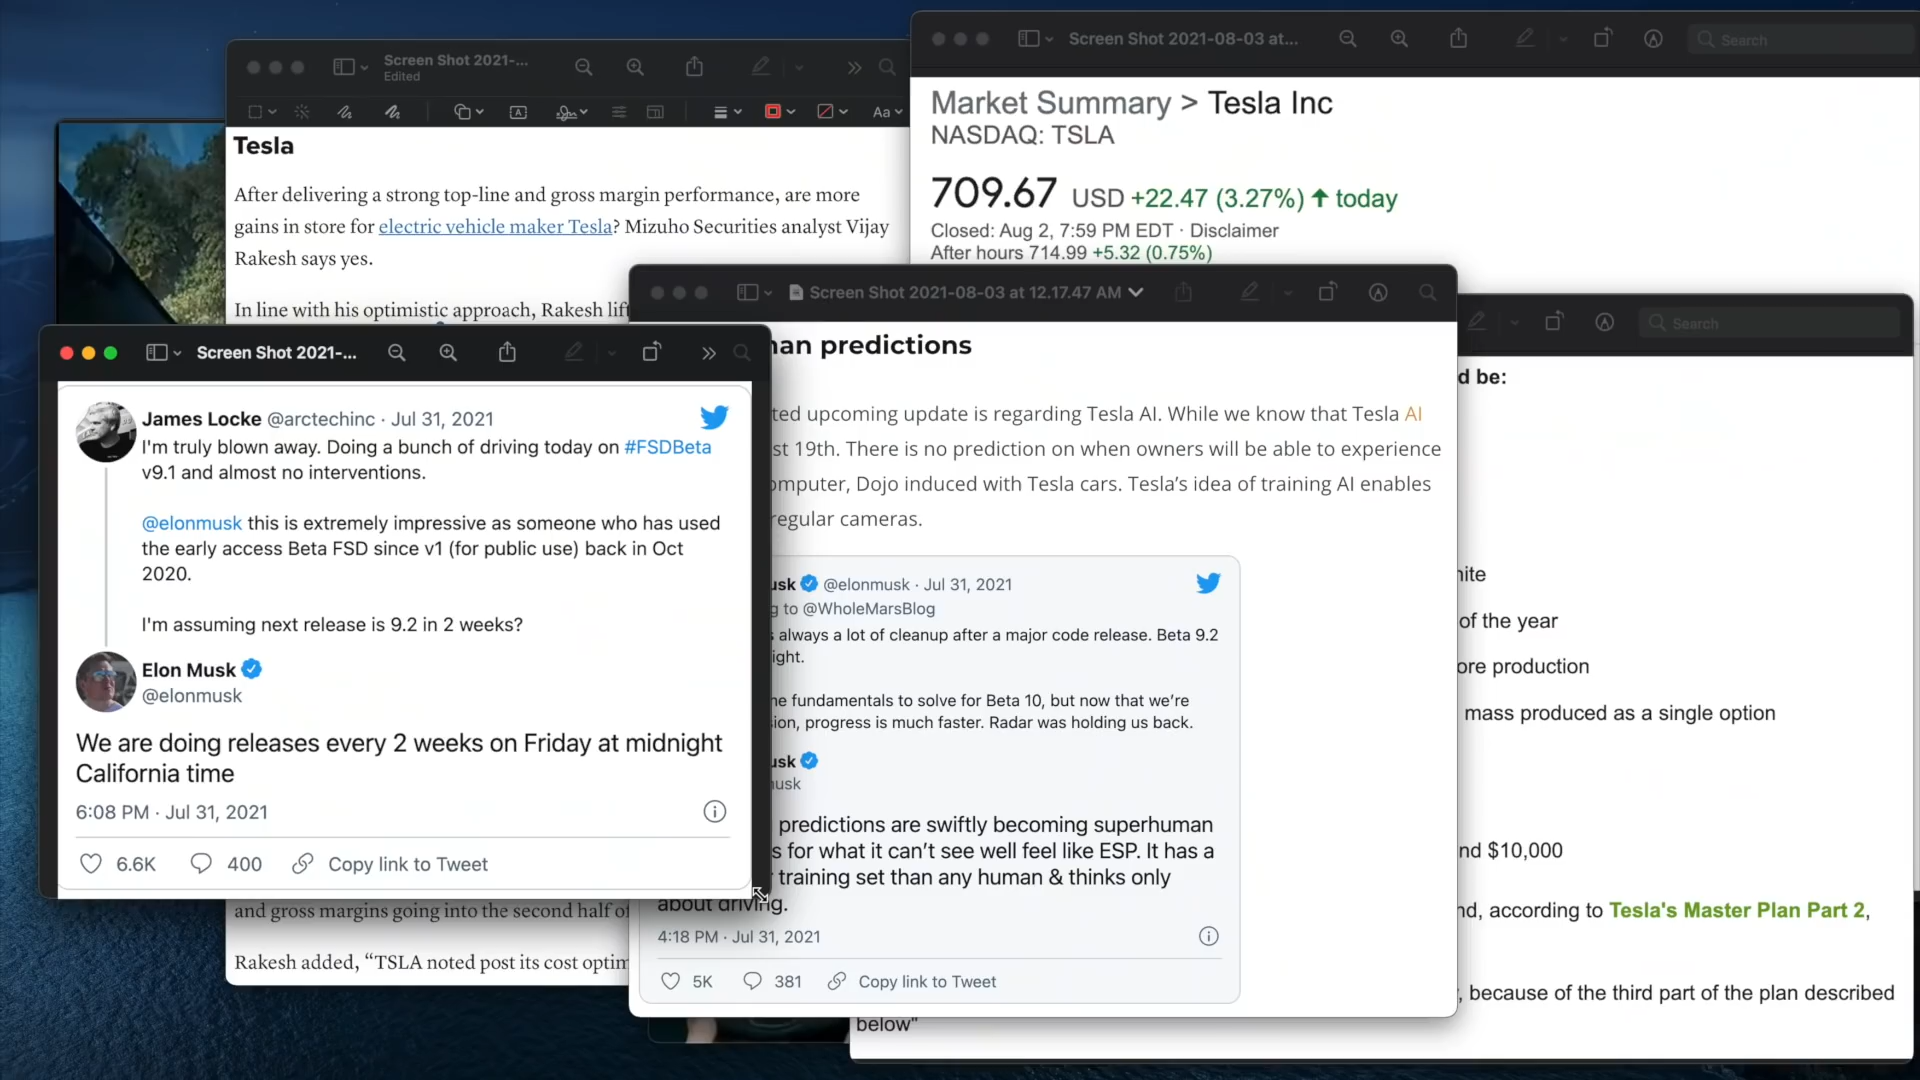 Screen Shot 2021-...
Edited
Aa
Tesla
After delivering a strong top-line and gross margin performance, are more
gains in store for electric vehicle maker Tesla? Mizuho Securities analyst Vijay
Rakesh says yes.
In line with his optimistic approach, Rakesh lift
and gross margins going into the second half of
Rakesh added, “TSLA noted post its cost optim
Screen Shot 2021-08-03 at...
Search
Market Summary > Tesla Inc
NASDAQ: TSLA
709.67 USD +22.47 (3.27%) today
Closed: Aug 2, 7:59 PM EDT · Disclaimer
After hours 714.99 +5.32 (0.75%)
Screen Shot 2021-...
James Locke @arctechinc · Jul 31, 2021
I'm truly blown away. Doing a bunch of driving today on #FSDBeta
v9.1 and almost no interventions.
@elonmusk this is extremely impressive as someone who has used
the early access Beta FSD since v1 (for public use) back in Oct
2020.
I'm assuming next release is 9.2 in 2 weeks?
Elon Musk
@elonmusk
We are doing releases every 2 weeks on Friday at midnight
California time
6:08 PM · Jul 31, 2021
6.6K 400 Copy link to Tweet
Screen Shot 2021-08-03 at 12.17.47 AM
predictions
upcoming update is regarding Tesla AI. While we know that Tesla AI
19th. There is no prediction on when owners will be able to experience
Dojo induced with Tesla cars. Tesla’s idea of training AI enables
regular cameras.
@elonmusk · Jul 31, 2021
to @WholeMarsBlog
always a lot of cleanup after a major code release. Beta 9.2
fundamentals to solve for Beta 10, but now that we’re
progress is much faster. Radar was holding us back.
predictions are swiftly becoming superhuman
for what it can’t see well feel like ESP. It has a
training set than any human & thinks only
about driving.
4:18 PM · Jul 31, 2021
5K 381 Copy link to Tweet
Search
be:
of the year
production
mass produced as a single option
$10,000
according to Tesla's Master Plan Part 2,
because of the third part of the plan described
below"